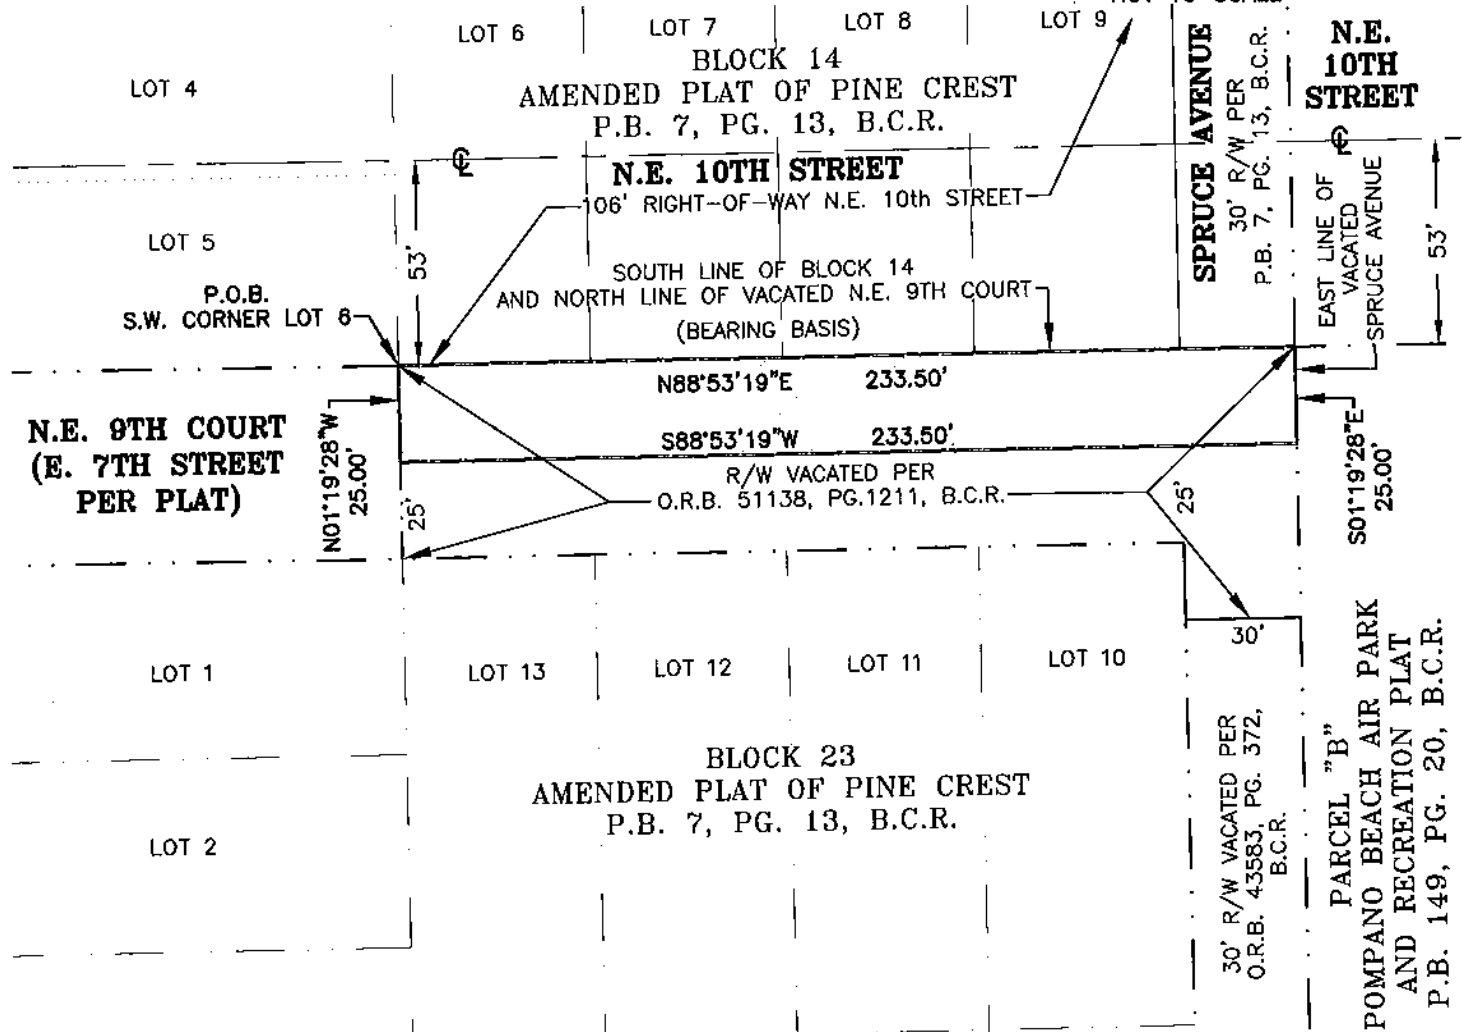 LOT 4
LOT 6
LOT 7
LOT 8
LOT 9
BLOCK 14
AMENDED PLAT OF PINE CREST
P.B. 7, PG. 13, B.C.R.
SPRUCE AVENUE
30' R/W PER
P.B. 7, PG. 13, B.C.R.
N.E.
10TH
STREET
N.E. 10TH STREET
106' RIGHT-OF-WAY N.E. 10th STREET
LOT 5
53'
P.O.B.
S.W. CORNER LOT 6
SOUTH LINE OF BLOCK 14
AND NORTH LINE OF VACATED N.E. 9TH COURT
(BEARING BASIS)
EAST LINE OF
VACATED
SPRUCE AVENUE
53'
N88°53'19"E 233.50'
N.E. 9TH COURT
(E. 7TH STREET
PER PLAT)
N01°19'28"W
25.00'
S88°53'19"W 233.50'
R/W VACATED PER
O.R.B. 51138, PG.1211, B.C.R.
25'
25'
S01°19'28"E
25.00'
30'
LOT 1
LOT 13
LOT 12
LOT 11
LOT 10
BLOCK 23
AMENDED PLAT OF PINE CREST
P.B. 7, PG. 13, B.C.R.
LOT 2
30' R/W VACATED PER
O.R.B. 43583, PG. 372,
B.C.R.
PARCEL "B"
POMPANO BEACH AIR PARK
AND RECREATION PLAT
P.B. 149, PG. 20, B.C.R.